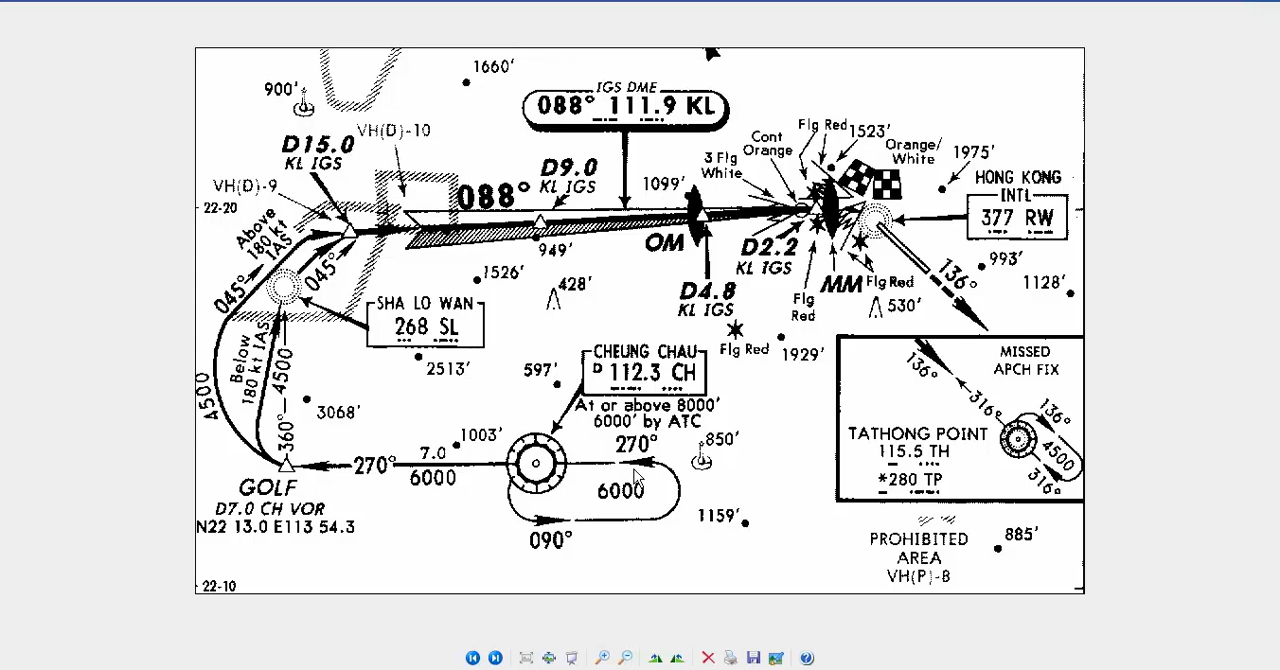 1660'
900'
IGS DME
088° 111.9 KL
VH(D)-10
D15.0
KL IGS
VH(D)-9
22-20
088°
D9.0
KL IGS
1099'
3 Flg
White
Cont
Orange
Flg Red
1523'
Orange/
White
1975'
HONG KONG
INTL
377 RW
Above
180 kt
IAS
045°
045°
949'
OM
D2.2
KL IGS
MM
Flg Red
136°
993'
1128'
1526'
428'
D4.8
KL IGS
Flg
Red
530'
SHA LO WAN
268 SL
Flg Red
1929'
2513'
Below
180 kt IAS
4500
360°
4500
3068'
597'
CHEUNG CHAU
D 112.3 CH
At or above 8000'
6000' by ATC
MISSED
APCH FIX
136°
316°
136°
4500
316°
TATHONG POINT
115.5 TH
*280 TP
1003'
270°
850'
7.0
270°
6000
6000
GOLF
D7.0 CH VOR
N22 13.0 E113 54.3
090°
1159'
PROHIBITED
AREA
VH(P)-8
885'
22-10